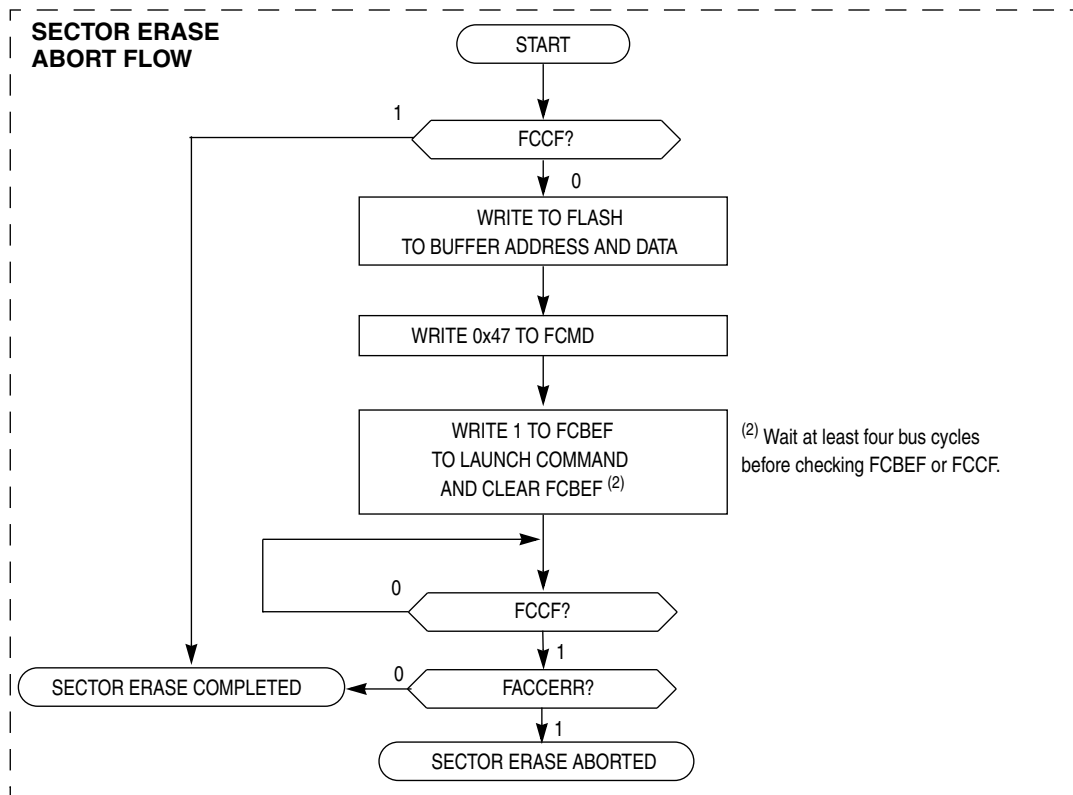 SECTOR ERASE
ABORT FLOW
START
1
FCCF?
0
WRITE TO FLASH
TO BUFFER ADDRESS AND DATA
WRITE 0x47 TO FCMD
WRITE 1 TO FCBEF
TO LAUNCH COMMAND
AND CLEAR FCBEF (2)
(2) Wait at least four bus cycles
before checking FCBEF or FCCF.
0
FCCF?
1
SECTOR ERASE COMPLETED
0
FACCERR?
1
SECTOR ERASE ABORTED